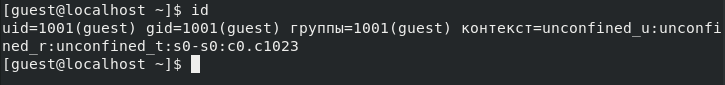 [guest@localhost ~]$ id
uid=1001(guest) gid=1001(guest) группы=1001(guest) контекст=unconfined_u:unconfi
ned_r:unconfined_t:s0-s0:c0.c1023
[guest@localhost ~]$